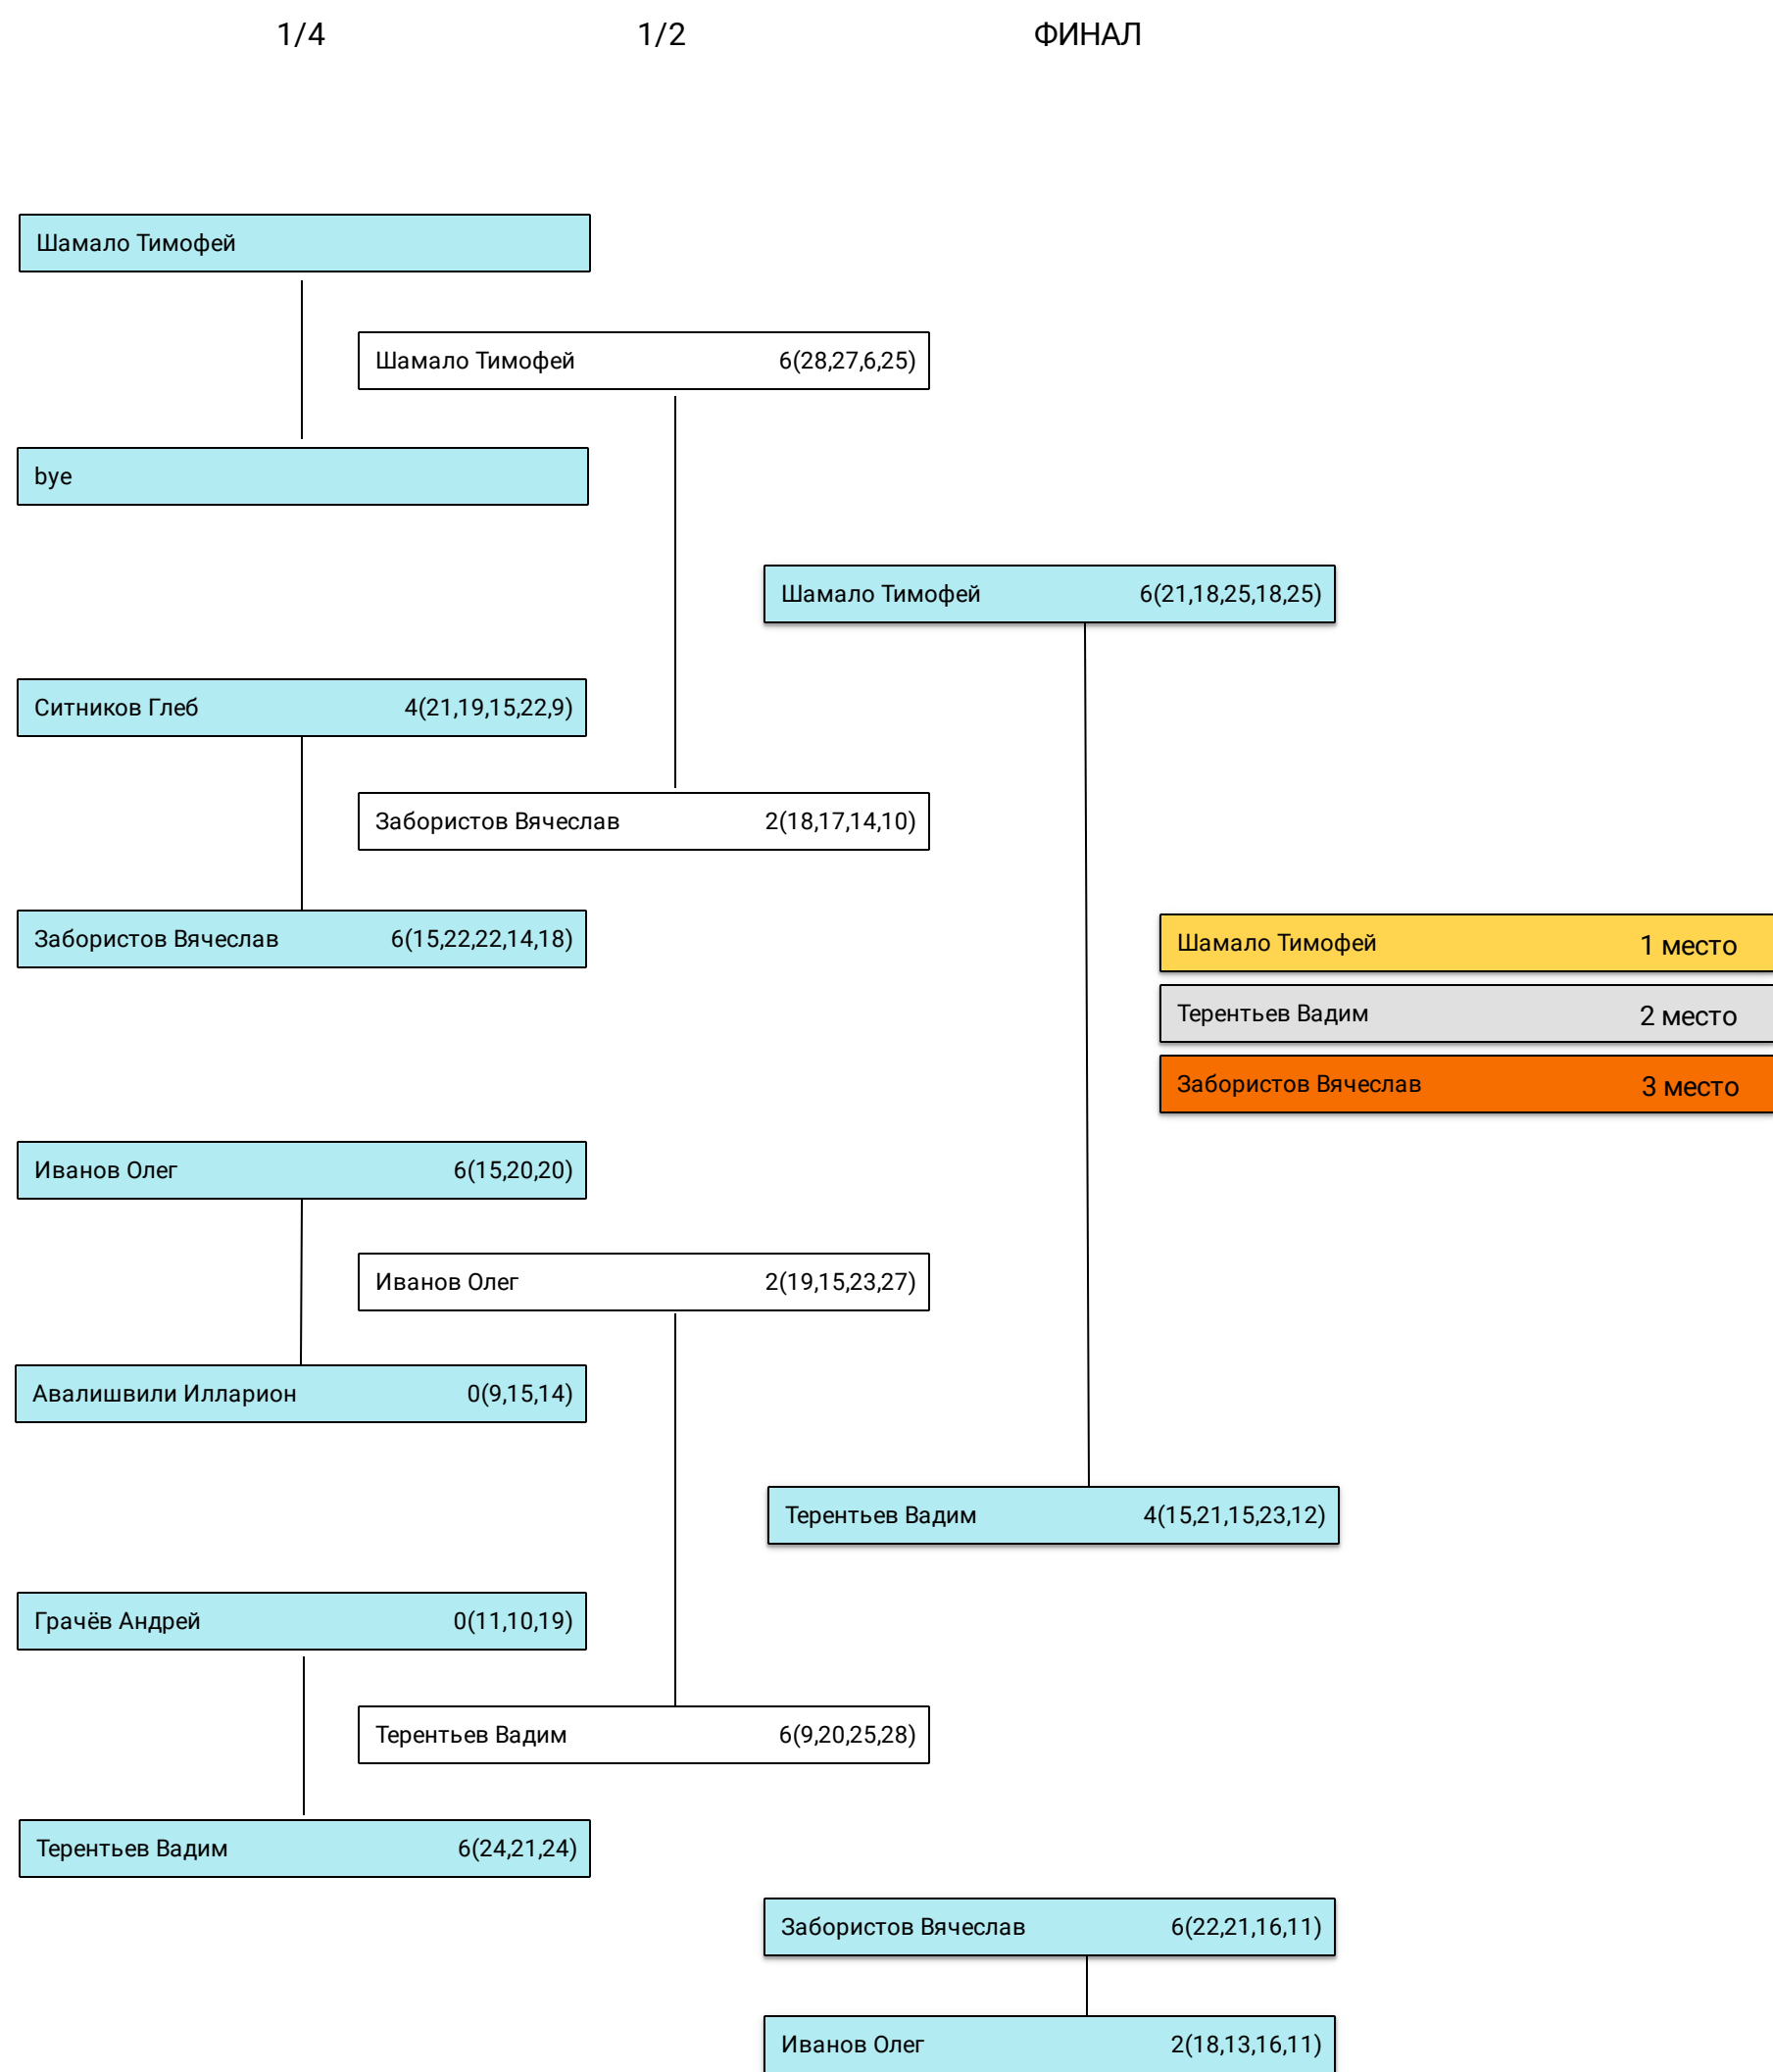 1/4 1/2 ФИНАЛ
Шамало Тимофей
Шамало Тимофей 6(28,27,6,25)
bye
Шамало Тимофей 6(21,18,25,18,25)
Ситников Глеб 4(21,19,15,22,9)
Забористов Вячеслав 2(18,17,14,10)
Забористов Вячеслав 6(15,22,22,14,18)
Шамало Тимофей 1 место
Терентьев Вадим 2 место
Забористов Вячеслав 3 место
Иванов Олег 6(15,20,20)
Иванов Олег 2(19,15,23,27)
Авалишвили Илларион 0(9,15,14)
Терентьев Вадим 4(15,21,15,23,12)
Грачёв Андрей 0(11,10,19)
Терентьев Вадим 6(9,20,25,28)
Терентьев Вадим 6(24,21,24)
Забористов Вячеслав 6(22,21,16,11)
Иванов Олег 2(18,13,16,11)